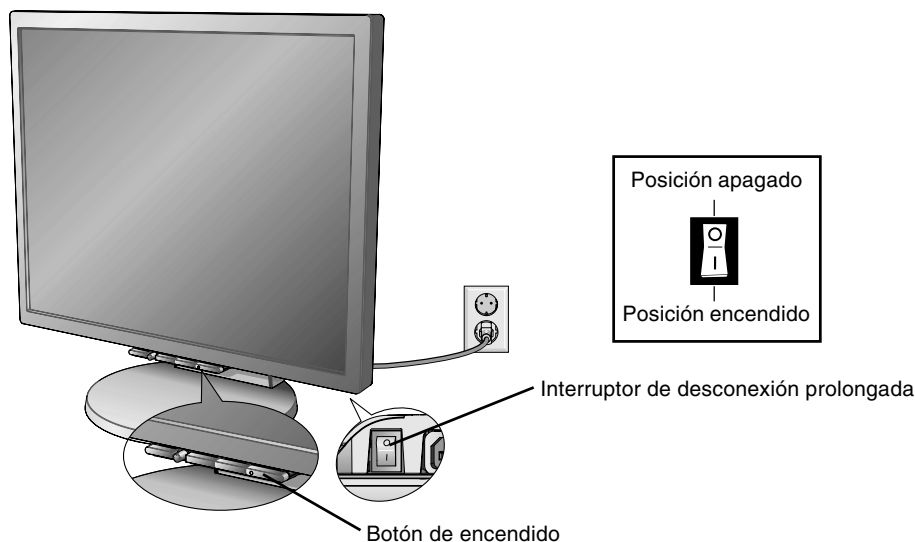 Posición apagado
Posición encendido
Interruptor de desconexión prolongada
Botón de encendido